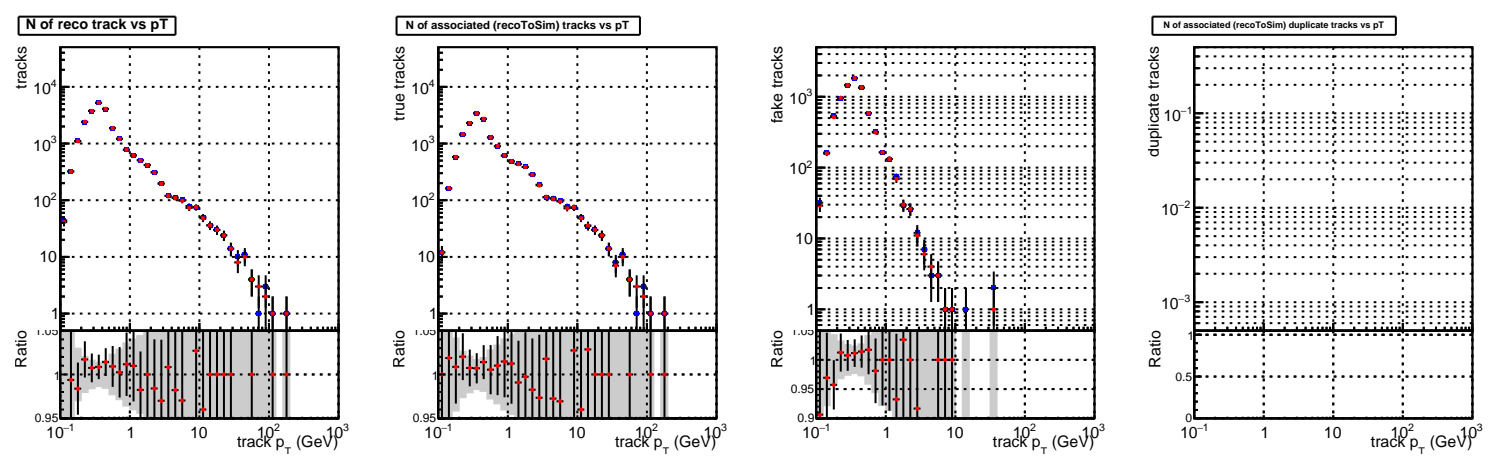 N of reco track vs pT
tracks
10^4
10^3
10^2
10
1
Ratio
1.05
1
0.95
10^-1 1 10 10^2 10^3
track p_T (GeV)
N of associated (recoToSim) tracks vs pT
true tracks
10^4
10^3
10^2
10
1
Ratio
1.05
1
0.95
10^-1 1 10 10^2 10^3
track p_T (GeV)
fake tracks
10^3
10^2
10
1
Ratio
1.05
1
0.95
0.9
10^-1 1 10 10^2 10^3
track p_T (GeV)
N of associated (recoToSim) duplicate tracks vs pT
duplicate tracks
10^-1
10^-2
10^-3
Ratio
1
0.5
0
10^-1 1 10 10^2 10^3
track p_T (GeV)